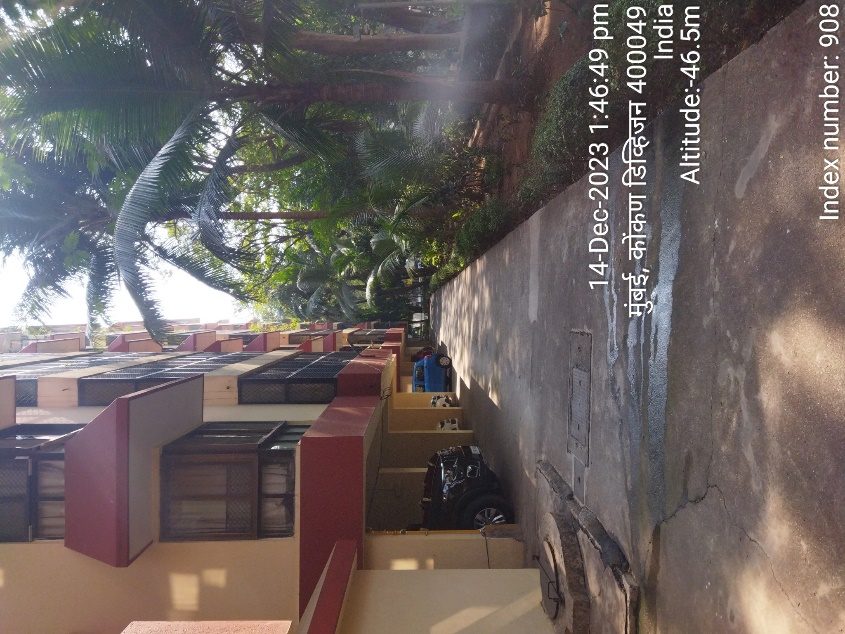 14-Dec-2023 1:46:49 pm
मुंबई, कोंकण डिव्हिजन 400049
India
Altitude:-46.5m
Index number: 908